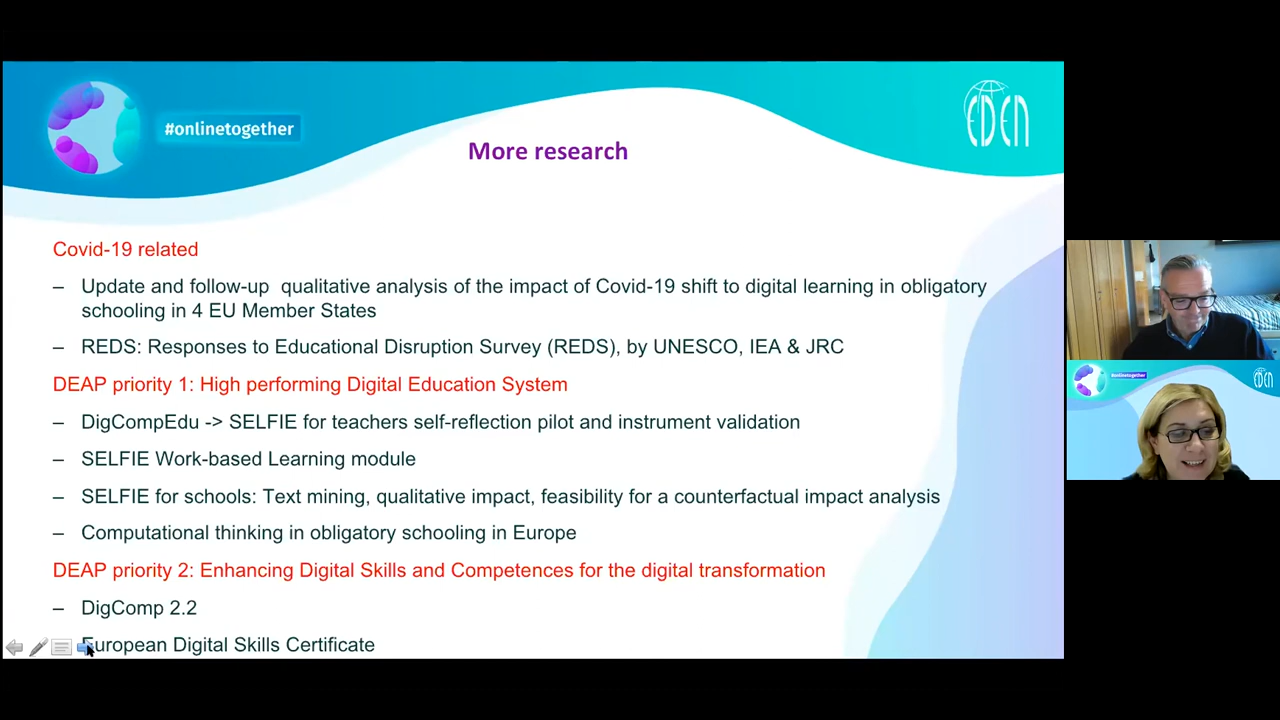 #onlinetogether
EDEN
More research
Covid-19 related
– Update and follow-up qualitative analysis of the impact of Covid-19 shift to digital learning in obligatory
schooling in 4 EU Member States
– REDS: Responses to Educational Disruption Survey (REDS), by UNESCO, IEA & JRC
DEAP priority 1: High performing Digital Education System
– DigCompEdu -> SELFIE for teachers self-reflection pilot and instrument validation
– SELFIE Work-based Learning module
– SELFIE for schools: Text mining, qualitative impact, feasibility for a counterfactual impact analysis
– Computational thinking in obligatory schooling in Europe
DEAP priority 2: Enhancing Digital Skills and Competences for the digital transformation
– DigComp 2.2
European Digital Skills Certificate
#onlinetogether
EDEN